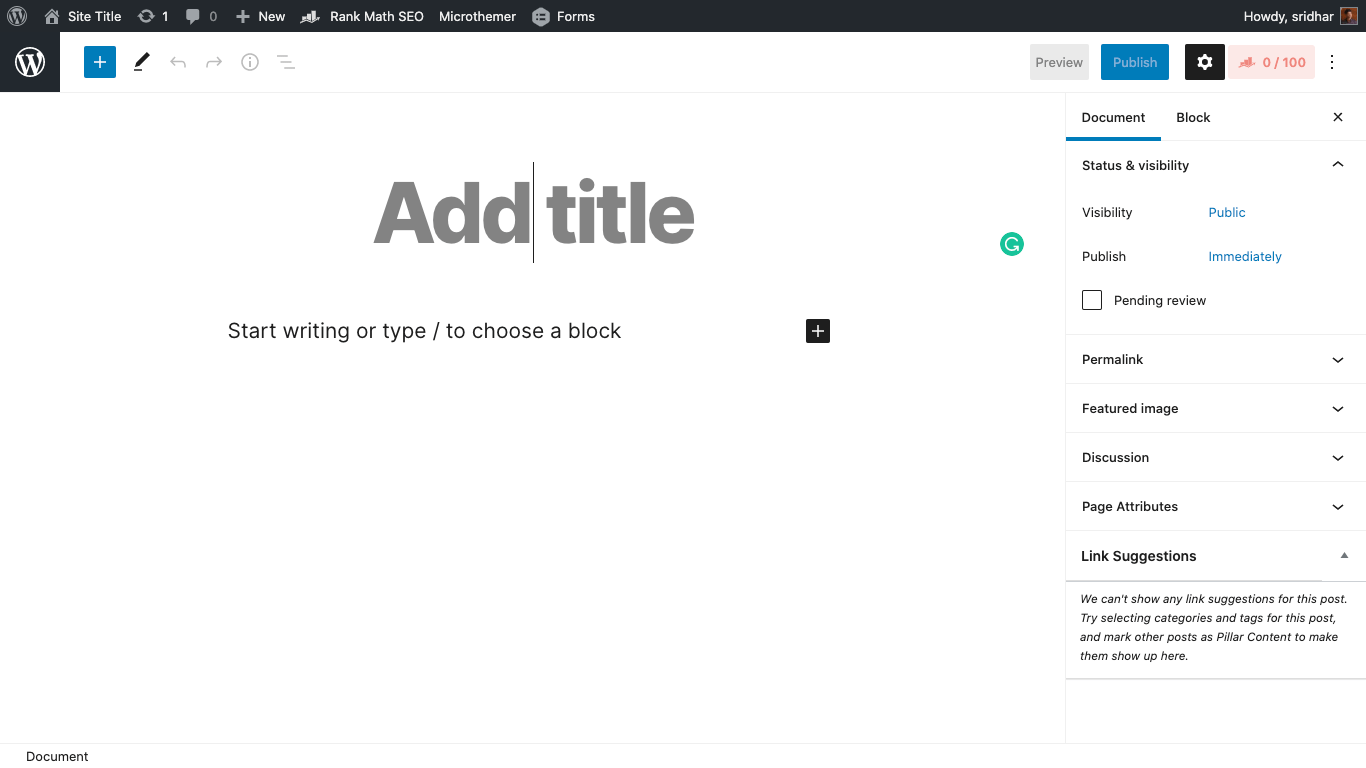 Site Title 1 0 New Rank Math SEO Microthemer Forms Howdy, sridhar
Preview Publish 0 / 100
Document Block
Status & visibility
Add title
Visibility Public
Publish Immediately
Pending review
Start writing or type / to choose a block
Permalink
Featured image
Discussion
Page Attributes
Link Suggestions
We can't show any link suggestions for this post.
Try selecting categories and tags for this post,
and mark other posts as Pillar Content to make
them show up here.
Document